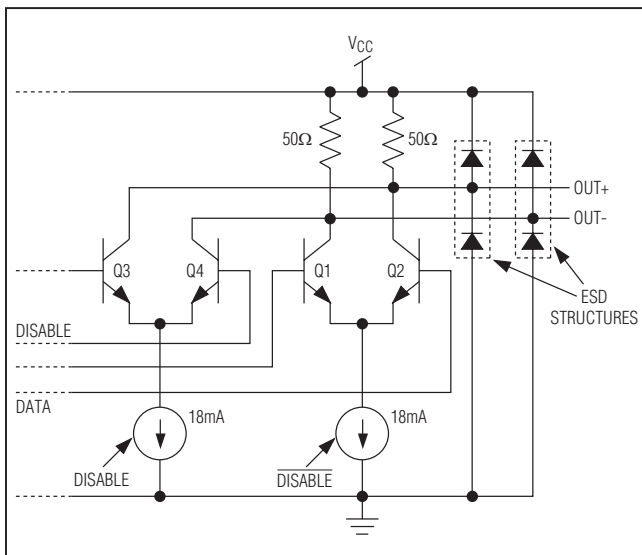 VCC
50Ω
50Ω
OUT+
OUT-
Q3
Q4
Q1
Q2
ESD
STRUCTURES
DISABLE
DATA
18mA
18mA
DISABLE
DISABLE